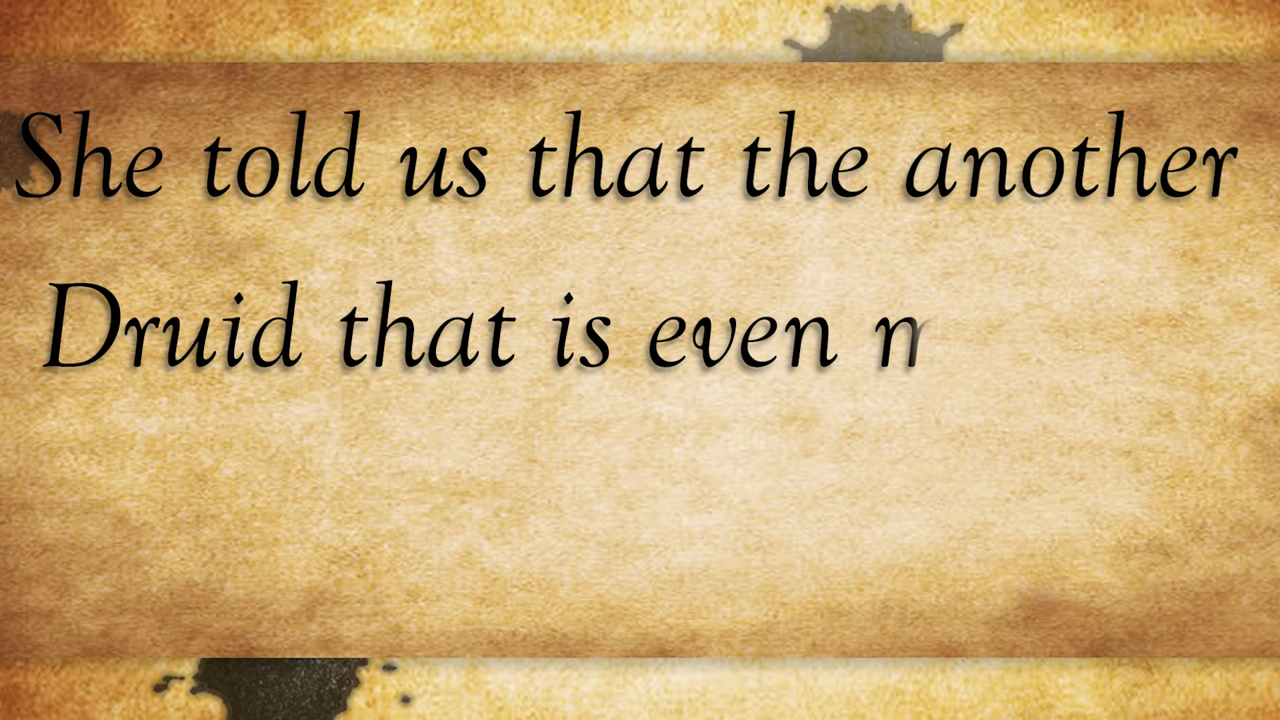 She told us that the another
Druid that is even